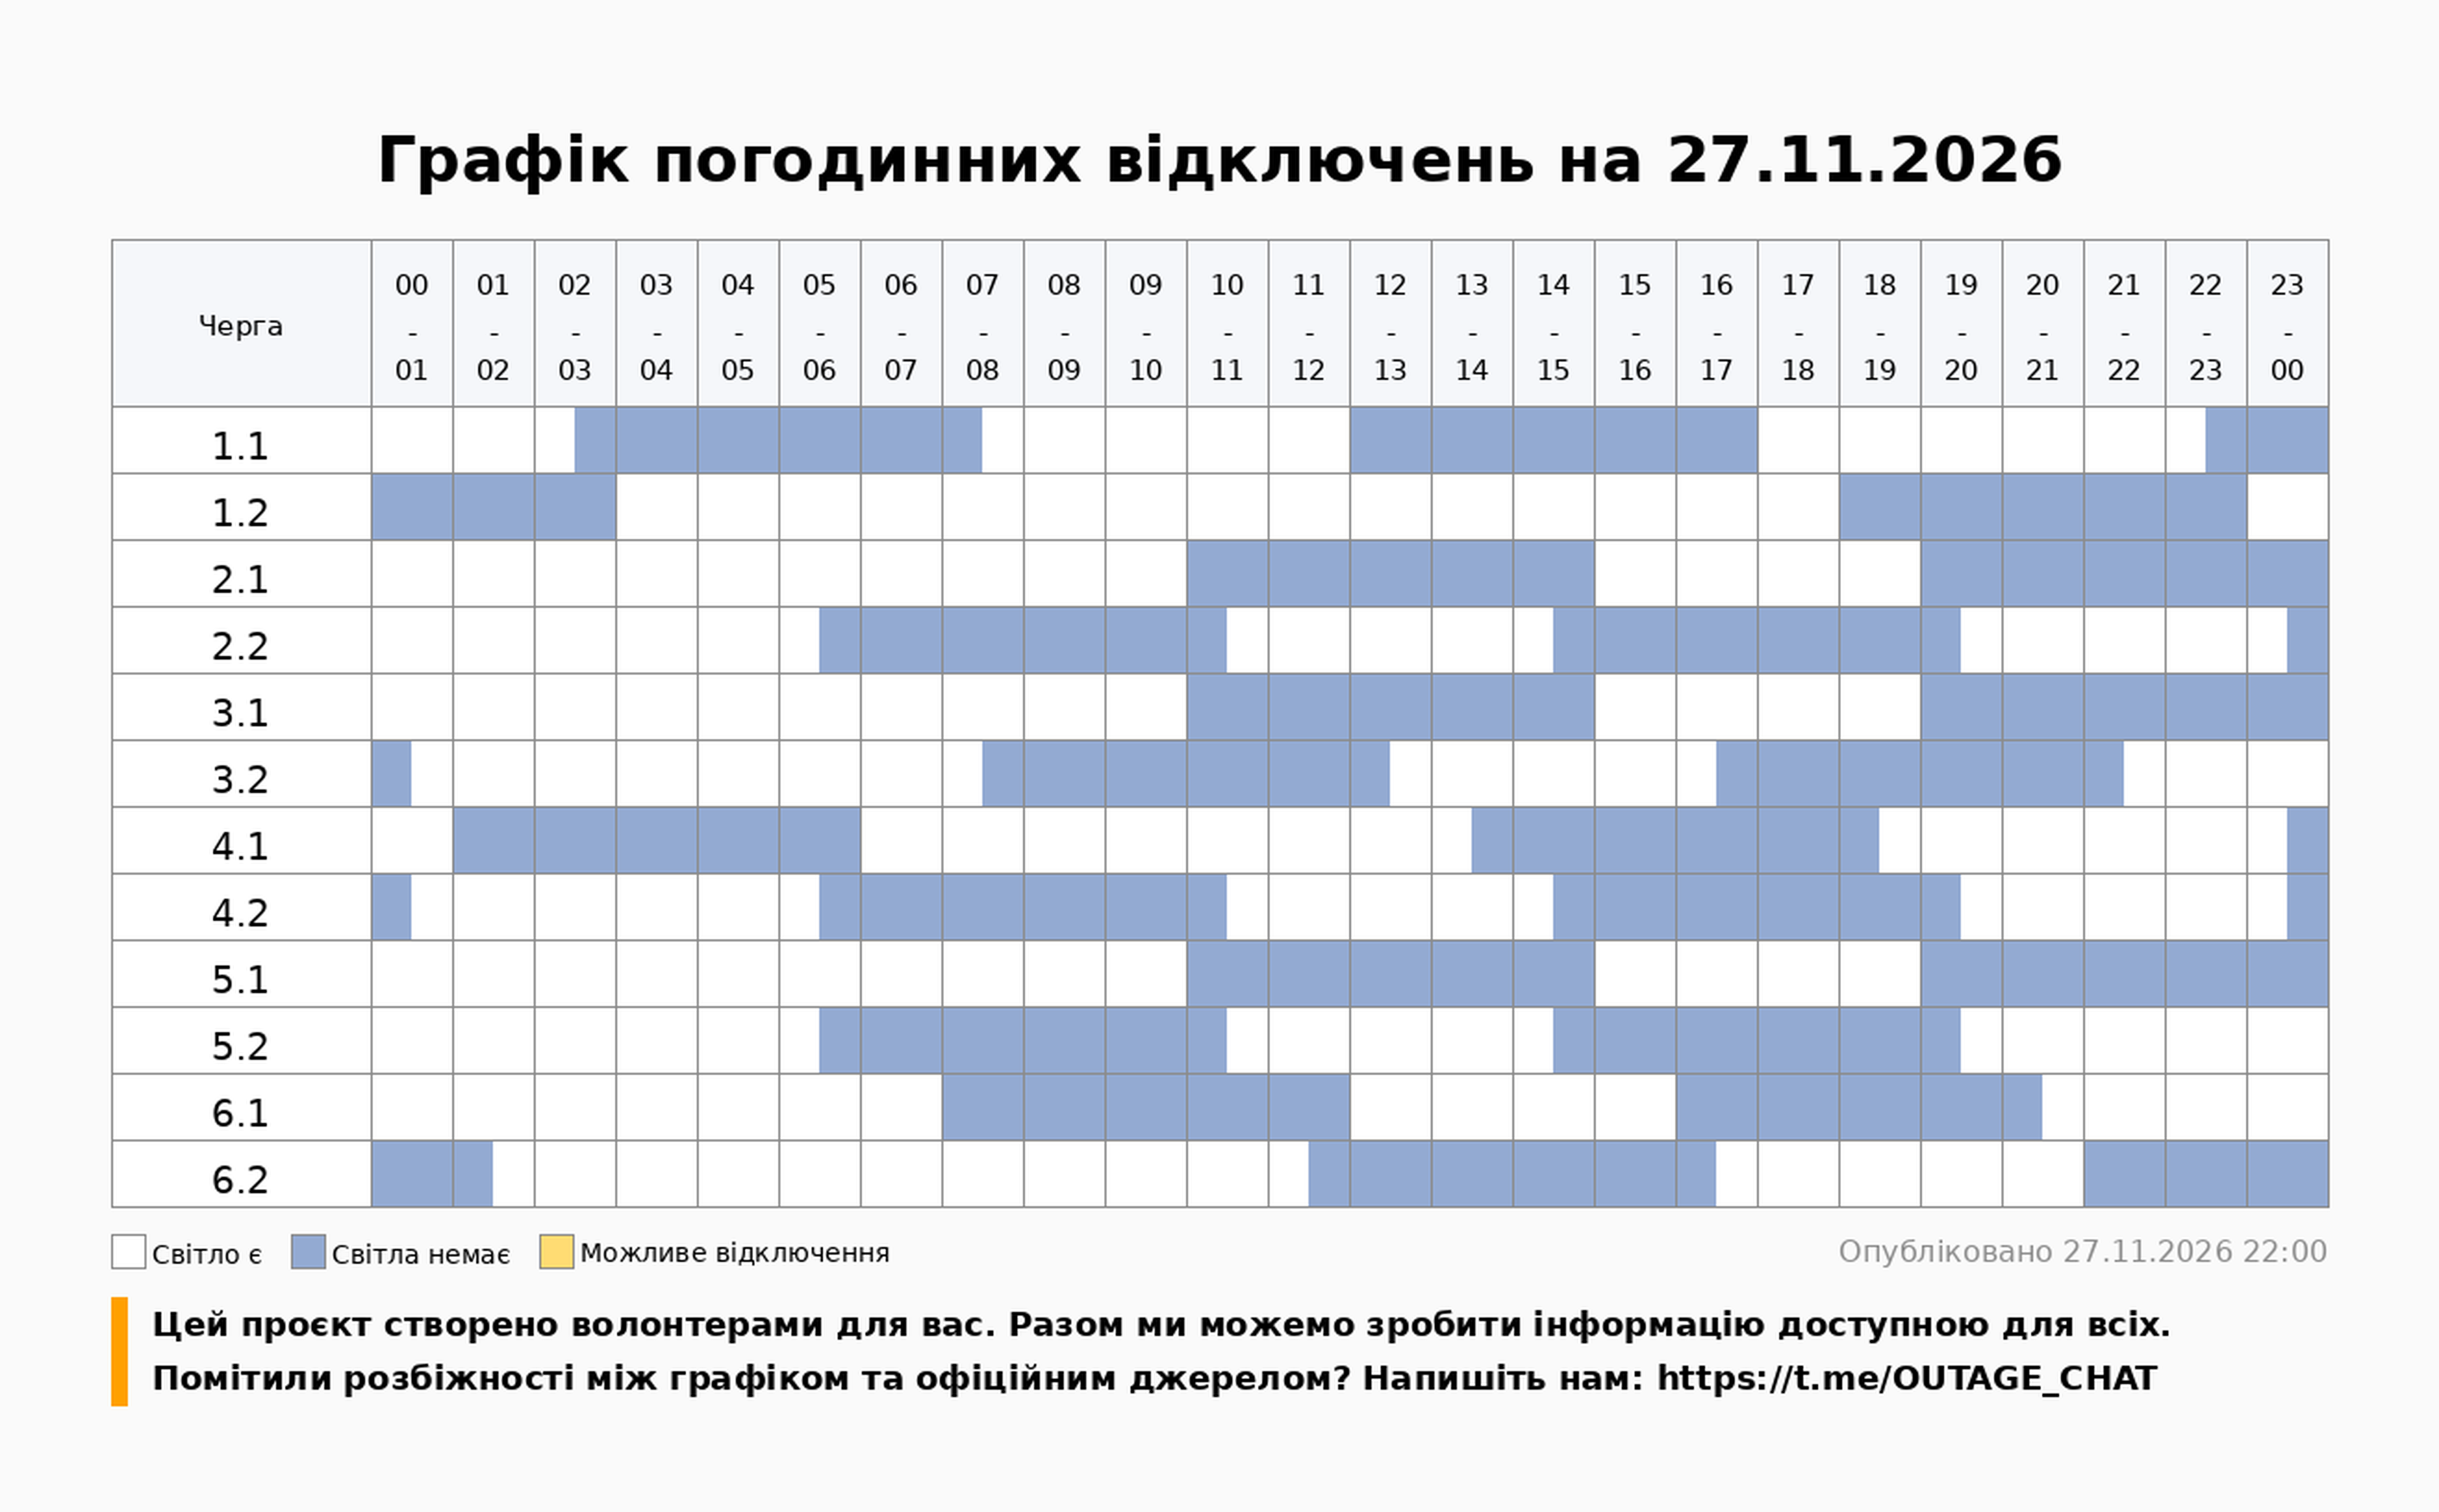 Графік погодинних відключень на 27.11.2026
Черга 00 - 01 01 - 02 02 - 03 03 - 04 04 - 05 05 - 06 06 - 07 07 - 08 08 - 09 09 - 10 10 - 11 11 - 12 12 - 13 13 - 14 14 - 15 15 - 16 16 - 17 17 - 18 18 - 19 19 - 20 20 - 21 21 - 22 22 - 23 23 - 00
1.1
1.2
2.1
2.2
3.1
3.2
4.1
4.2
5.1
5.2
6.1
6.2
Світло є Світла немає Можливе відключення Опубліковано 27.11.2026 22:00
Цей проєкт створено волонтерами для вас. Разом ми можемо зробити інформацію доступною для всіх.
Помітили розбіжності між графіком та офіційним джерелом? Напишіть нам: https://t.me/OUTAGE_CHAT